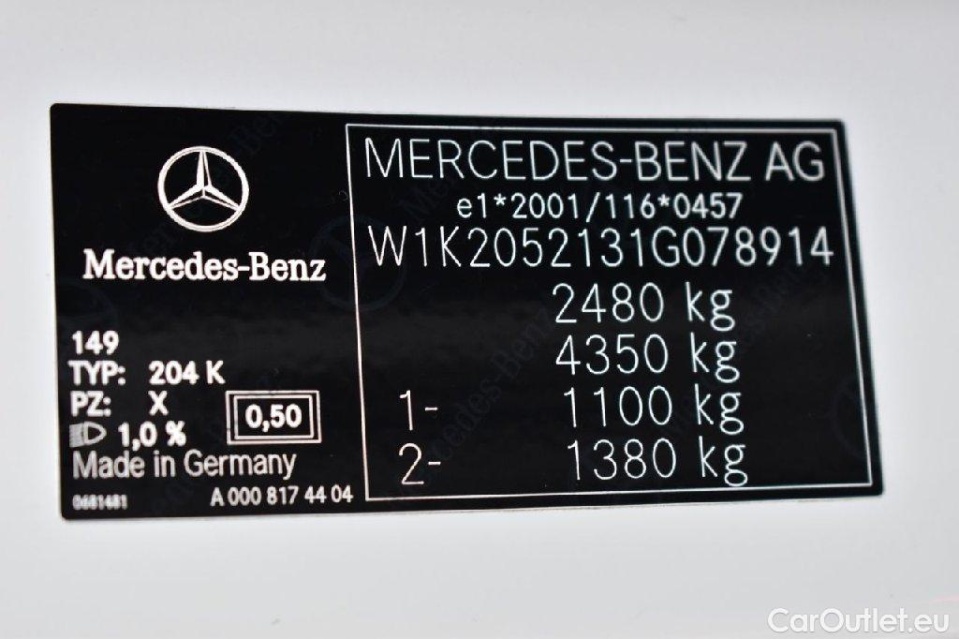 Mercedes-Benz
149
TYP: 204 K
PZ: X
0,50
1,0 %
Made in Germany
0681481
A 000 817 44 04
MERCEDES-BENZ AG
e1*2001/116*0457
W1K2052131G078914
2480 kg
4350 kg
1- 1100 kg
2- 1380 kg
CarOutlet.eu